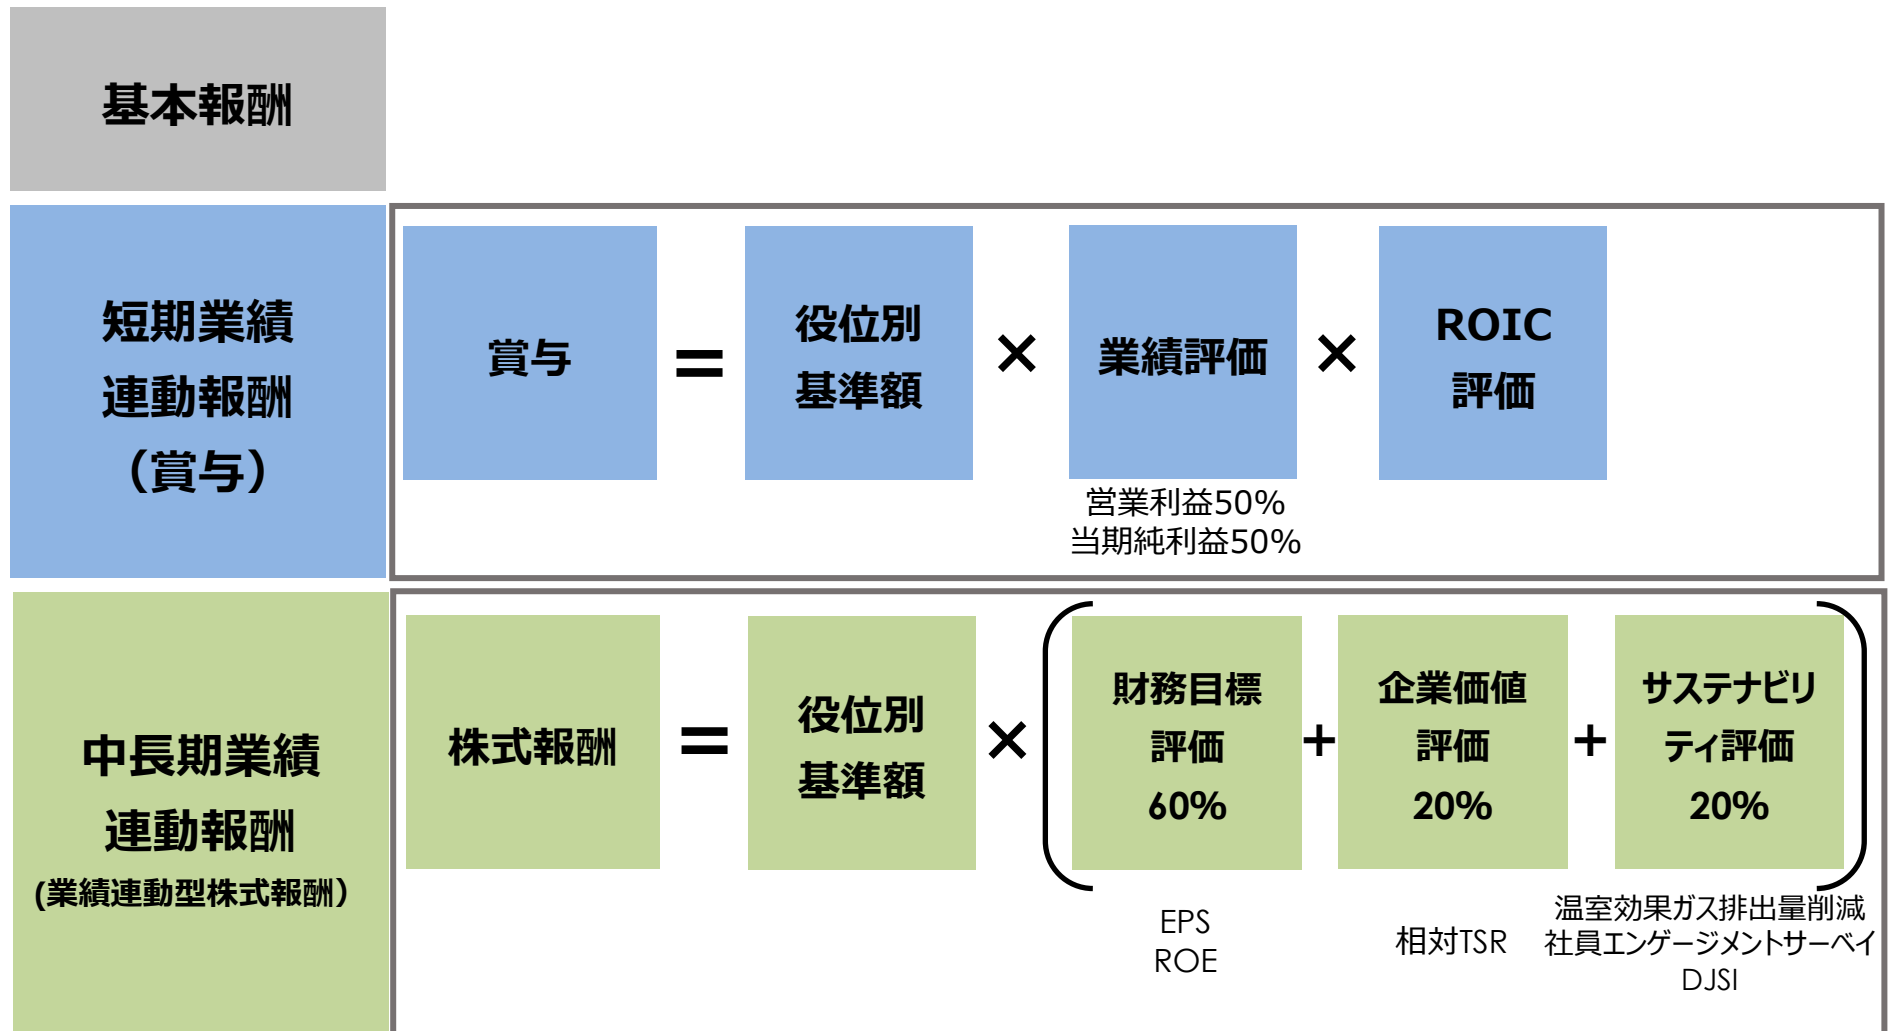 基本報酬
短期業績
連動報酬
（賞与）
賞与
＝
役位別
基準額
×
業績評価
×
ROIC
評価
営業利益50%
当期純利益50%
中長期業績
連動報酬
(業績連動型株式報酬）
株式報酬
＝
役位別
基準額
×
財務目標
評価
60%
+
企業価値
評価
20%
+
サステナビリ
ティ評価
20%
EPS
ROE
相対TSR
温室効果ガス排出量削減
社員エンゲージメントサーベイ
DJSI